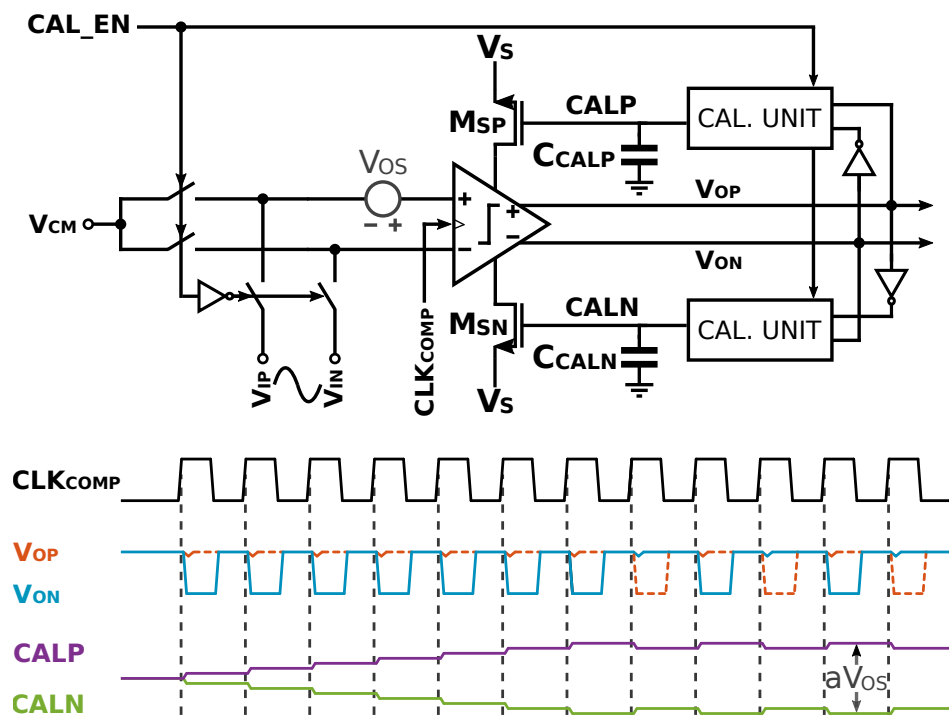 CAL_EN
VS
CALP
CAL. UNIT
MSP
CCALP
VOS
VOP
+
+
VCM
- +
−
−
VON
CALN
CAL. UNIT
MSN
CCALN
CLKCOMP
VIP
VIN
VS
CLKCOMP
VOP
VON
CALP
aVOS
CALN